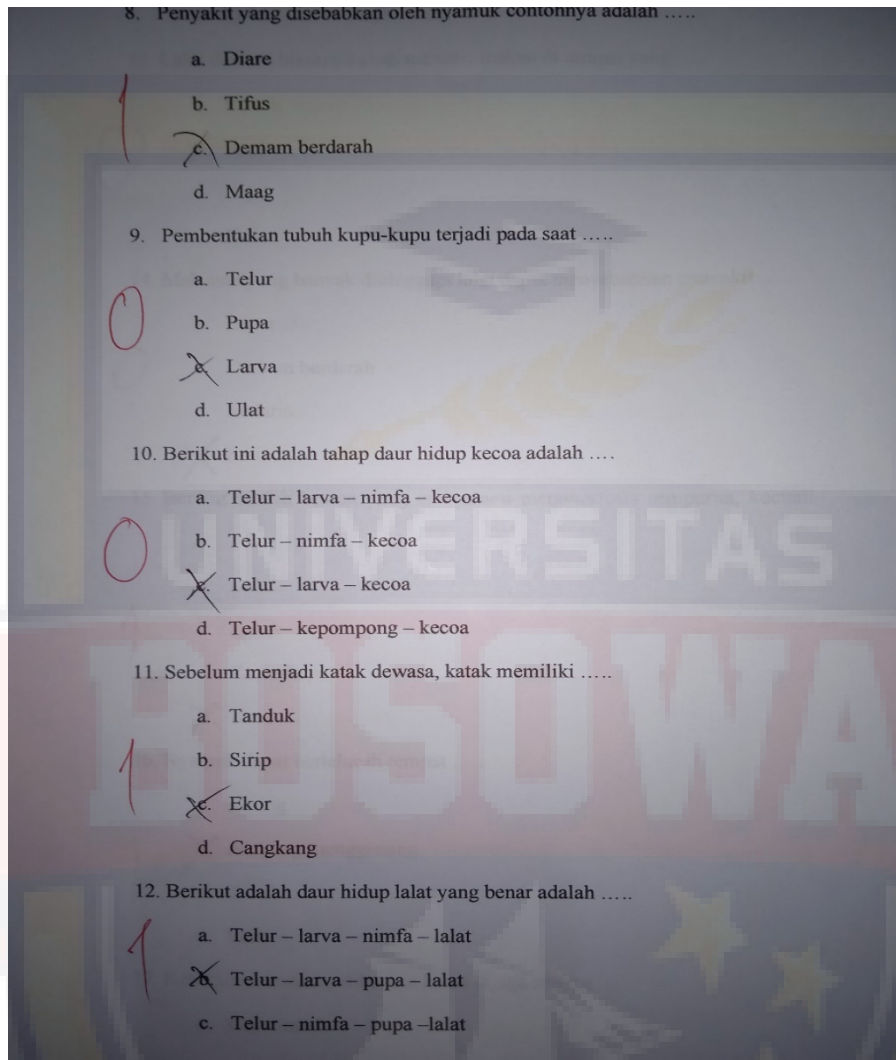 8. Penyakit yang disebabkan oleh nyamuk contohnya adalah .....
a. Diare
1
b. Tifus
c. Demam berdarah
d. Maag
9. Pembentukan tubuh kupu-kupu terjadi pada saat .....
a. Telur
0
b. Pupa
c. Larva
d. Ulat
10. Berikut ini adalah tahap daur hidup kecoa adalah ....
a. Telur – larva – nimfa – kecoa
0
b. Telur – nimfa – kecoa
c. Telur – larva – kecoa
d. Telur – kepompong – kecoa
11. Sebelum menjadi katak dewasa, katak memiliki .....
a. Tanduk
1
b. Sirip
c. Ekor
d. Cangkang
12. Berikut adalah daur hidup lalat yang benar adalah .....
a. Telur – larva – nimfa – lalat
1
b. Telur – larva – pupa – lalat
c. Telur – nimfa – pupa –lalat
UNIVERSITAS
BOSOWA